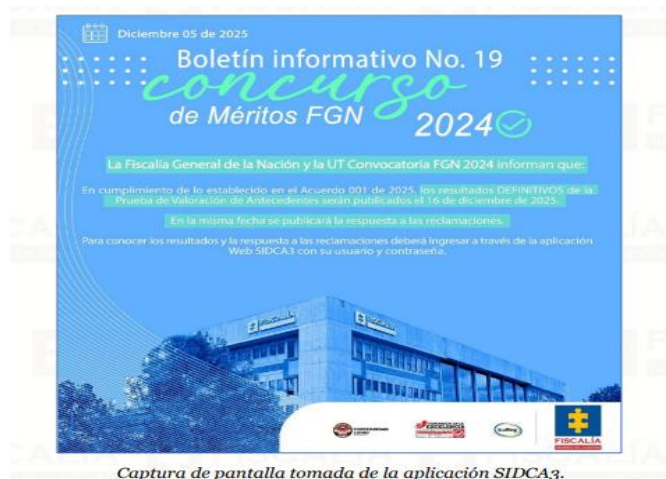 Diciembre 05 de 2025
Boletín informativo No. 19
concurso
de Méritos FGN
2024
La Fiscalía General de la Nación y la UT Convocatoria FGN 2024 informan que:
En cumplimiento de lo establecido en el Acuerdo 001 de 2025, los resultados DEFINITIVOS de la
Prueba de Valoración de Antecedentes serán publicados el 16 de diciembre de 2025.
En la misma fecha se publicará la respuesta a las reclamaciones.
Para conocer los resultados y la respuesta a las reclamaciones deberá ingresar a través de la aplicación
Web SIDCA3 con su usuario y contraseña.
FISCALÍA
Captura de pantalla tomada de la aplicación SIDCA3.